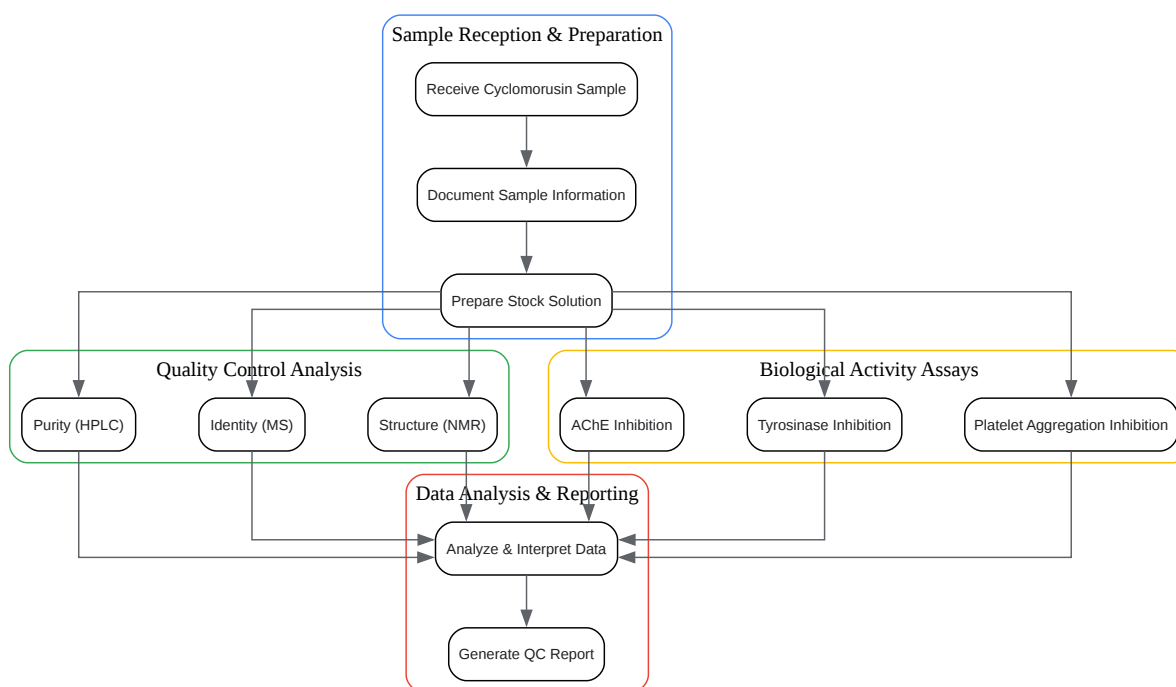 Sample Reception & Preparation
Receive Cyclomorusin Sample
Document Sample Information
Prepare Stock Solution
Quality Control Analysis
Biological Activity Assays
Purity (HPLC)
Identity (MS)
Structure (NMR)
AChE Inhibition
Tyrosinase Inhibition
Platelet Aggregation Inhibition
Data Analysis & Reporting
Analyze & Interpret Data
Generate QC Report